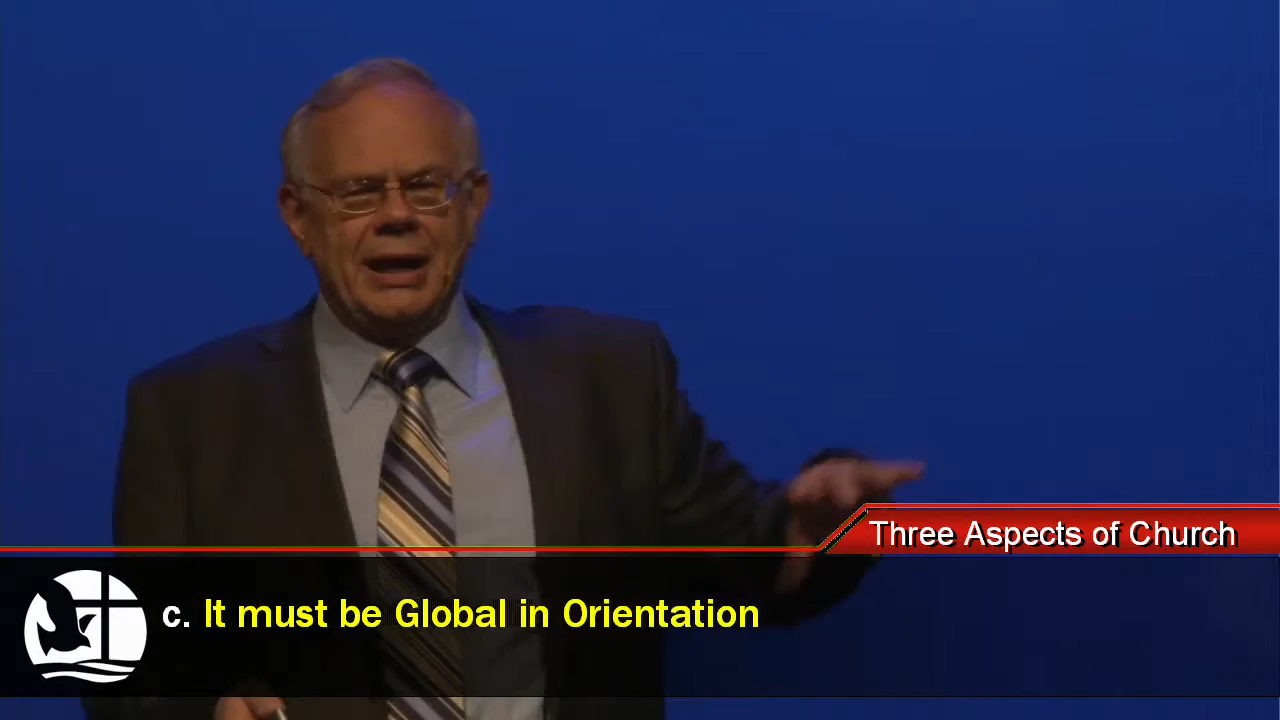 Three Aspects of Church
c. It must be Global in Orientation